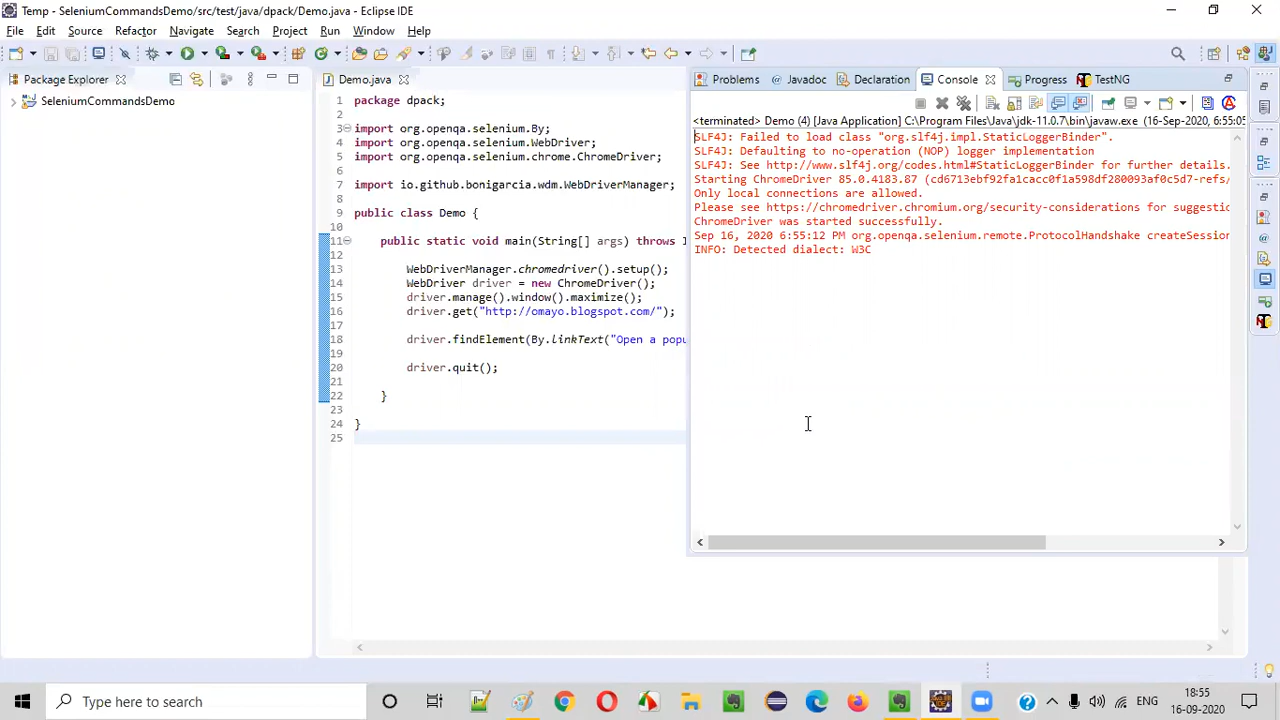 Temp - SeleniumCommandsDemo/src/test/java/dpack/Demo.java - Eclipse IDE
File Edit Source Refactor Navigate Search Project Run Window Help
Package Explorer
SeleniumCommandsDemo
Demo.java
1 package dpack;
2
3 import org.openqa.selenium.By;
4 import org.openqa.selenium.WebDriver;
5 import org.openqa.selenium.chrome.ChromeDriver;
6
7 import io.github.bonigarcia.wdm.WebDriverManager;
8
9 public class Demo {
10
11 public static void main(String[] args) throws I
12
13 WebDriverManager.chromedriver().setup();
14 WebDriver driver = new ChromeDriver();
15 driver.manage().window().maximize();
16 driver.get("http://omayo.blogspot.com/");
17
18 driver.findElement(By.linkText("Open a popu
19
20 driver.quit();
21
22 }
23
24 }
25
Problems Javadoc Declaration Console Progress TestNG
<terminated> Demo (4) [Java Application] C:\Program Files\Java\jdk-11.0.7\bin\javaw.exe (16-Sep-2020, 6:55:05
SLF4J: Failed to load class "org.slf4j.impl.StaticLoggerBinder".
SLF4J: Defaulting to no-operation (NOP) logger implementation
SLF4J: See http://www.slf4j.org/codes.html#StaticLoggerBinder for further details.
Starting ChromeDriver 85.0.4183.87 (cd6713ebf92fa1cacc0f1a598df280093af0c5d7-refs/
Only local connections are allowed.
Please see https://chromedriver.chromium.org/security-considerations for suggestio
ChromeDriver was started successfully.
Sep 16, 2020 6:55:12 PM org.openqa.selenium.remote.ProtocolHandshake createSession
INFO: Detected dialect: W3C
Type here to search
ENG
18:55
16-09-2020